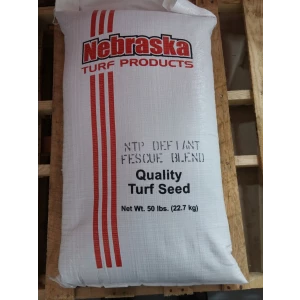 Nebraska
TURF PRODUCTS
NTP DEFIANT
FESCUE BLEND
Quality
Turf Seed
Net Wt. 50 lbs. (22.7 kg)